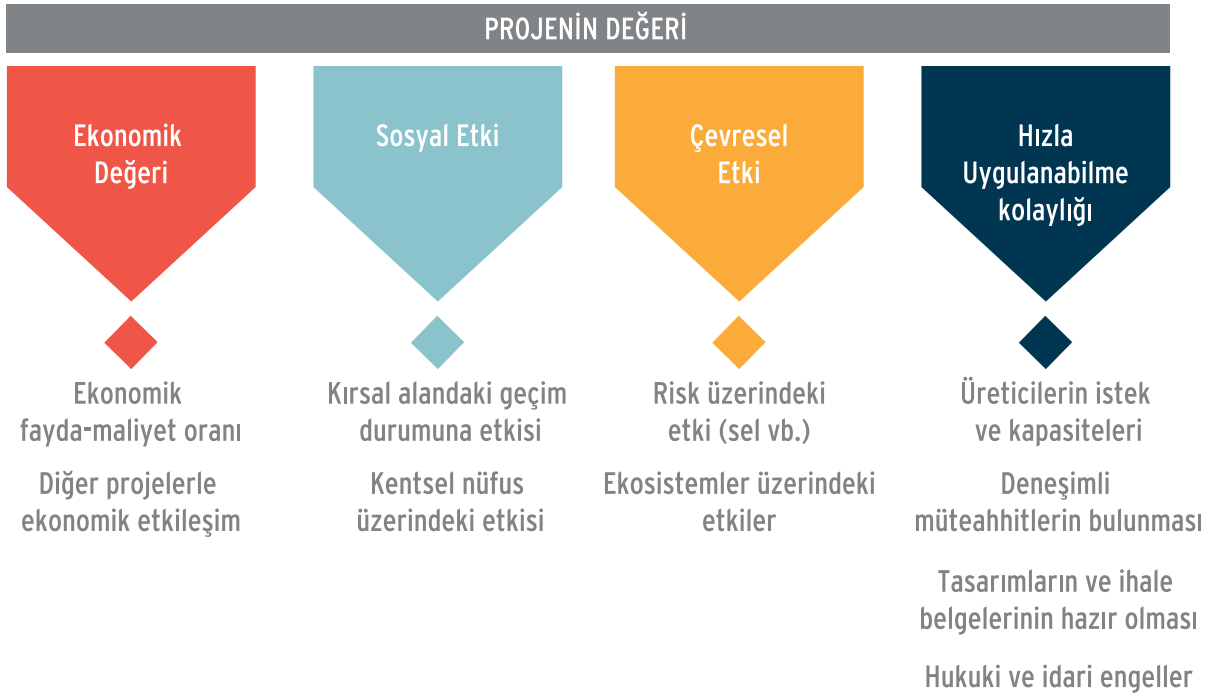 PROJENİN DEĞERİ
Ekonomik
Değeri
Ekonomik
fayda-maliyet oranı
Diğer projelerle
ekonomik etkileşim
Sosyal Etki
Kırsal alandaki geçim
durumuna etkisi
Kentsel nüfus
üzerindeki etkisi
Çevresel
Etki
Risk üzerindeki
etki (sel vb.)
Ekosistemler üzerindeki
etkiler
Hızla
Uygulanabilme
kolaylığı
Üreticilerin istek
ve kapasiteleri
Deneşimli
müteahhitlerin bulunması
Tasarımların ve ihale
belgelerinin hazır olması
Hukuki ve idari engeller